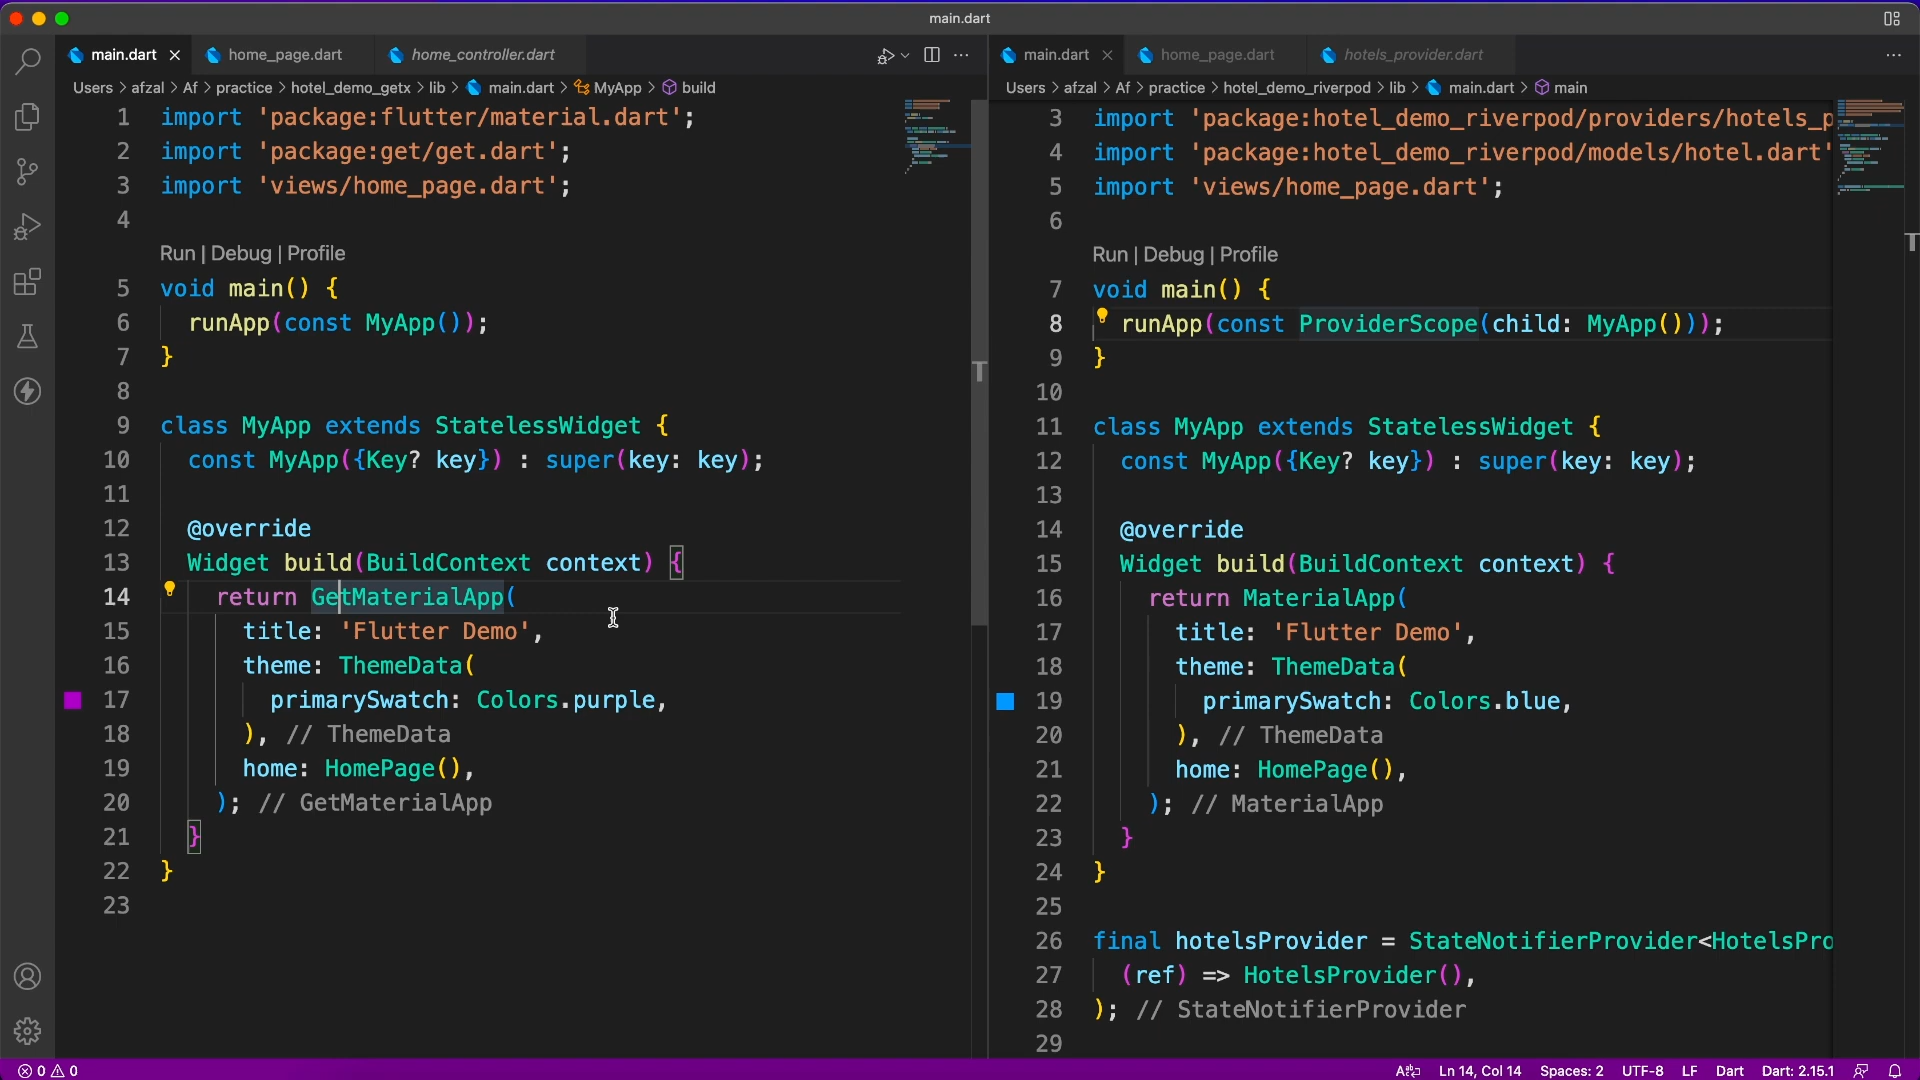 main.dart
main.dart
home_page.dart
home_controller.dart
Users > afzal > Af > practice > hotel_demo_getx > lib > main.dart > MyApp > build
1 import 'package:flutter/material.dart';
2 import 'package:get/get.dart';
3 import 'views/home_page.dart';
4
Run | Debug | Profile
5 void main() {
6 runApp(const MyApp());
7 }
8
9 class MyApp extends StatelessWidget {
10 const MyApp({Key? key}) : super(key: key);
11
12 @override
13 Widget build(BuildContext context) {
14 return GetMaterialApp(
15 title: 'Flutter Demo',
16 theme: ThemeData(
17 primarySwatch: Colors.purple,
18 ), // ThemeData
19 home: HomePage(),
20 ); // GetMaterialApp
21 }
22 }
23
main.dart
home_page.dart
hotels_provider.dart
Users > afzal > Af > practice > hotel_demo_riverpod > lib > main.dart > main
3 import 'package:hotel_demo_riverpod/providers/hotels_p
4 import 'package:hotel_demo_riverpod/models/hotel.dart'
5 import 'views/home_page.dart';
6
Run | Debug | Profile
7 void main() {
8 runApp(const ProviderScope(child: MyApp()));
9 }
10
11 class MyApp extends StatelessWidget {
12 const MyApp({Key? key}) : super(key: key);
13
14 @override
15 Widget build(BuildContext context) {
16 return MaterialApp(
17 title: 'Flutter Demo',
18 theme: ThemeData(
19 primarySwatch: Colors.blue,
20 ), // ThemeData
21 home: HomePage(),
22 ); // MaterialApp
23 }
24 }
25
26 final hotelsProvider = StateNotifierProvider<HotelsPro
27 (ref) => HotelsProvider(),
28 ); // StateNotifierProvider
29
0 0
Ln 14, Col 14 Spaces: 2 UTF-8 LF Dart Dart: 2.15.1